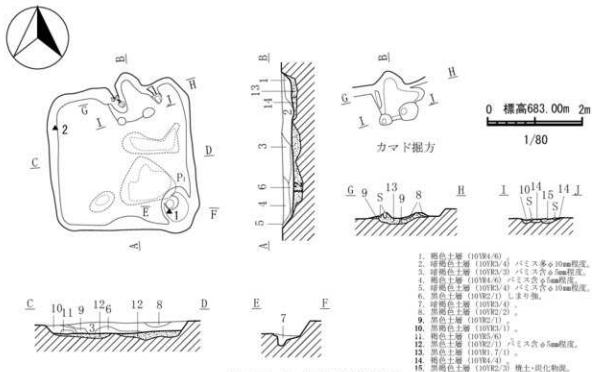 B
H
G
I
J
2
C
D
P1
1
E
F
A
B
1
13
14
2
3
6
12
4
5
A
B
H
G
I
I
カマド掘方
0 標高683.00m 2m
1/80
G 9 S 13 9 8 H
I 10 14 15 14 J
S S
C 10 11 9 3 12 6 12 8 D
E F
7
1. 褐色土層 (10YR4/6)。
2. 暗褐色土層 (10YR3/4) パミス多φ10mm程度。
3. 暗褐色土層 (10YR3/3) パミス含φ5mm程度。
4. 褐色土層 (10YR4/6) パミス含φ5mm程度。
5. 暗褐色土層 (10YR3/4) パミス含φ10mm程度。
6. 黒色土層 (10YR2/1) しまり強。
7. 暗褐色土層 (10YR3/4)。
8. 黒褐色土層 (10YR2/2)。
9. 黒色土層 (10YR2/1)。
10. 黒褐色土層 (10YR3/1)。
11. 褐色土層 (10YR5/6)
12. 黒色土層 (10YR2/1) パミス含φ5mm程度。
13. 黒色土層 (10YR1.7/1)。
14. 褐色土層 (10YR4/4)。
15. 黒褐色土層 (10YR2/3) 焼土・炭化物混。